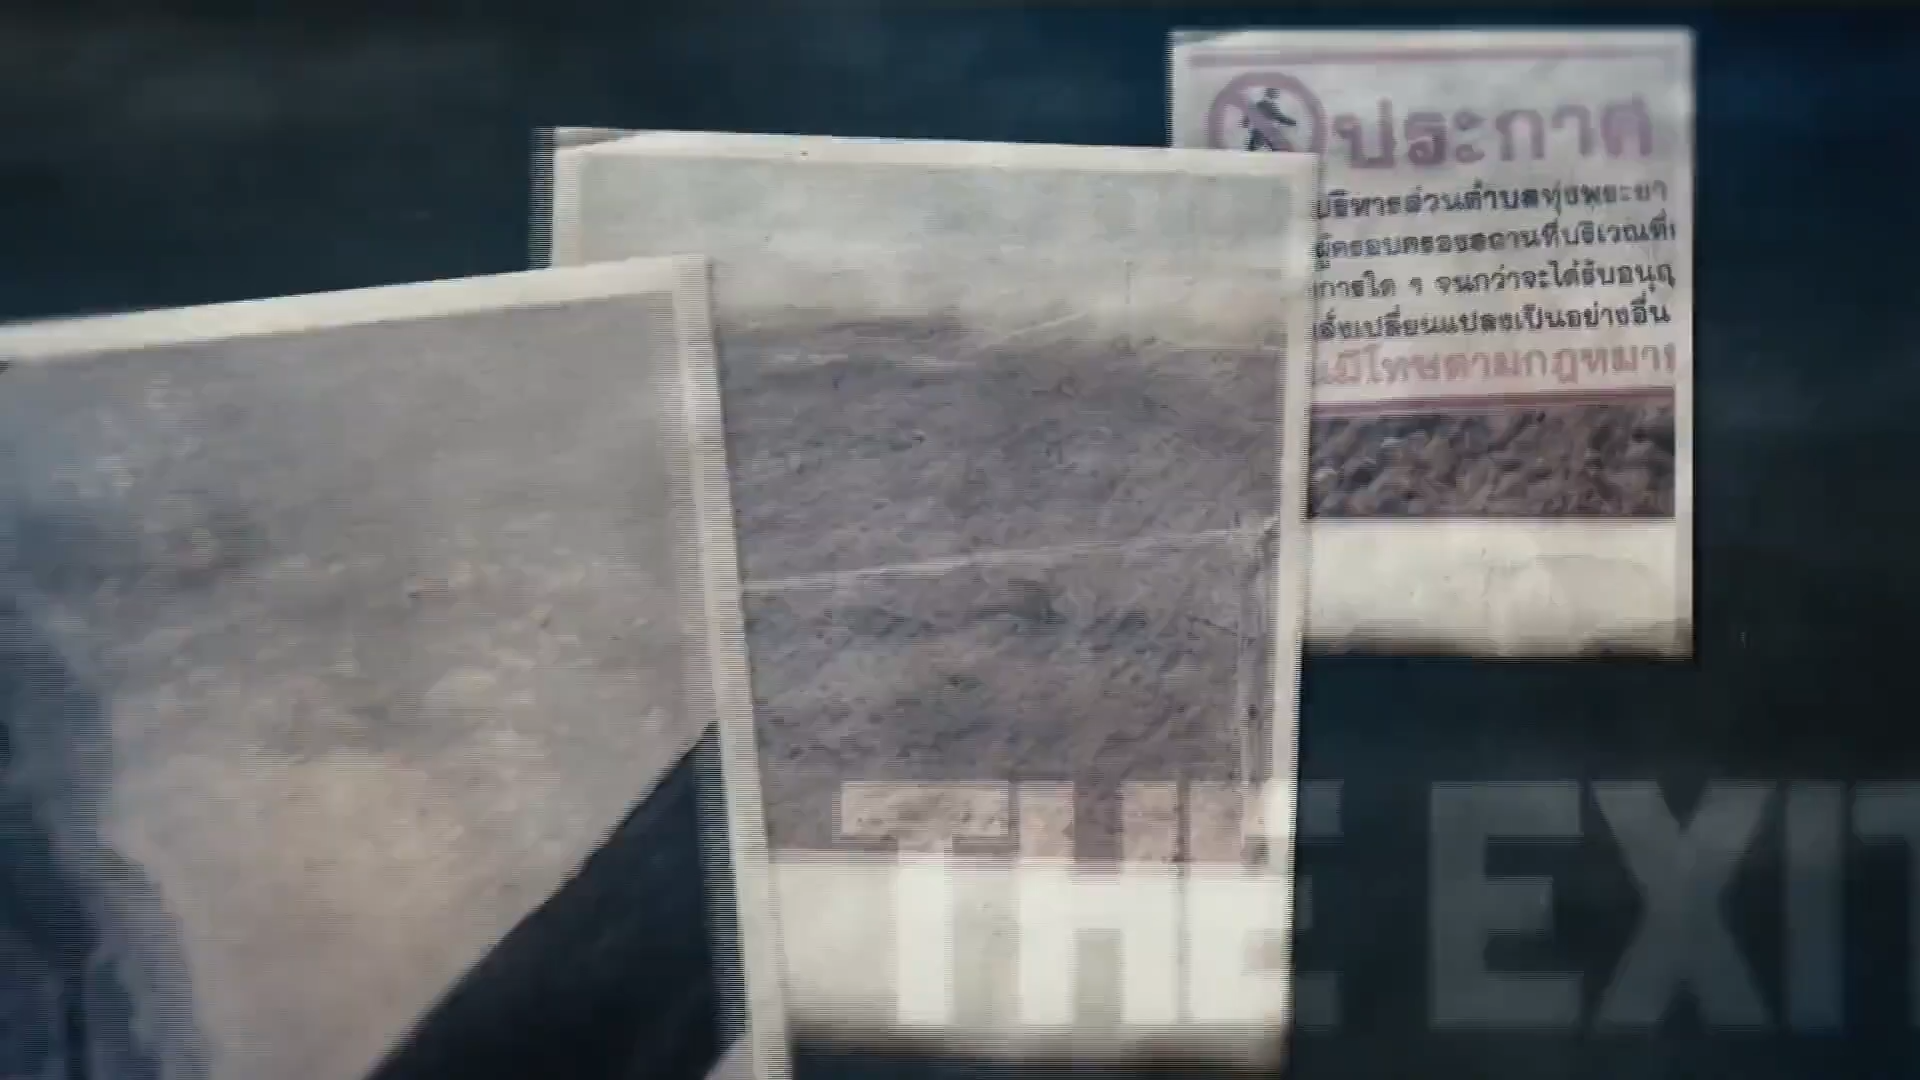 ประกาศ
บริหารส่วนตำบลทุ่งพระยา
ผู้ครอบครองสถานที่บริเวณที่
การใด ๆ จนกว่าจะได้รับอนุญ
สั่งเปลี่ยนแปลงเป็นอย่างอื่น
มีโทษตามกฎหมาย
THE EXIT